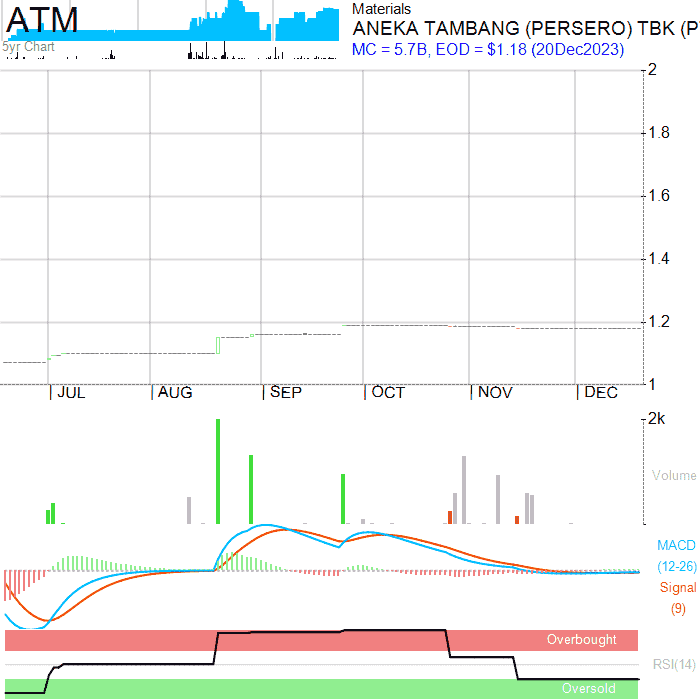 ATM
5yr Chart
Materials
ANEKA TAMBANG (PERSERO) TBK (P
MC = 5.7B, EOD = $1.18 (20Dec2023)
2
1.8
1.6
1.4
1.2
1
JUL AUG SEP OCT NOV DEC
2k
Volume
MACD
(12-26)
Signal
(9)
Overbought
RSI(14)
Oversold